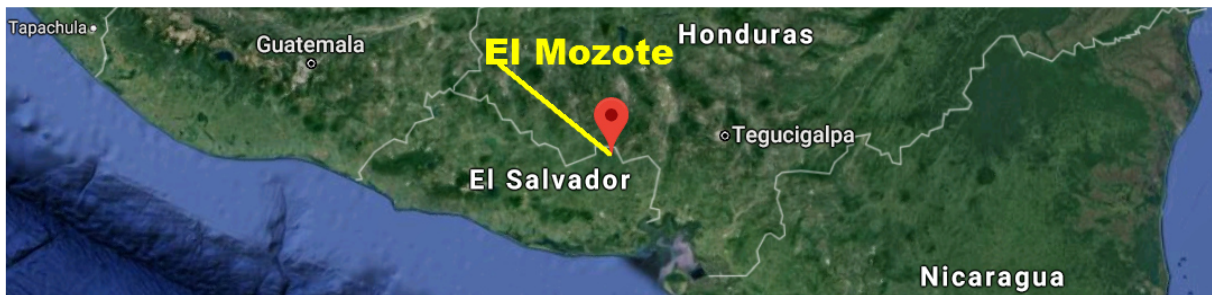 Tapachula
Guatemala
El Mozote
Honduras
Tegucigalpa
El Salvador
Nicaragua